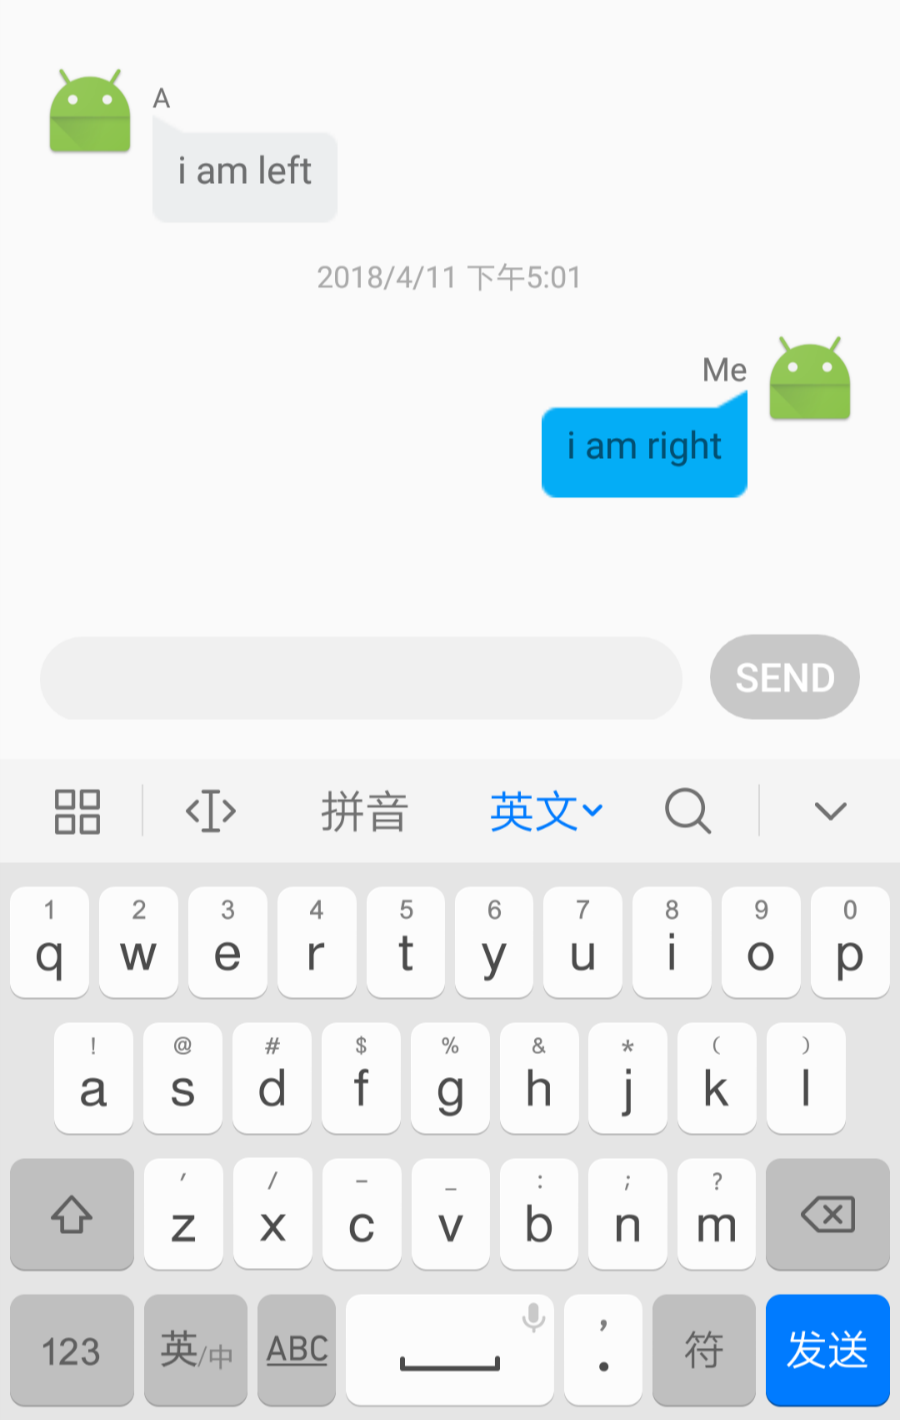 A
i am left
2018/4/11 下午5:01
Me
i am right
SEND
拼音 英文
1 2 3 4 5 6 7 8 9 0
q w e r t y u i o p
! @ # $ % & * ( )
a s d f g h j k l
′ / – _ : ; ?
z x c v b n m
,
123 英/中 ABC . 符 发送